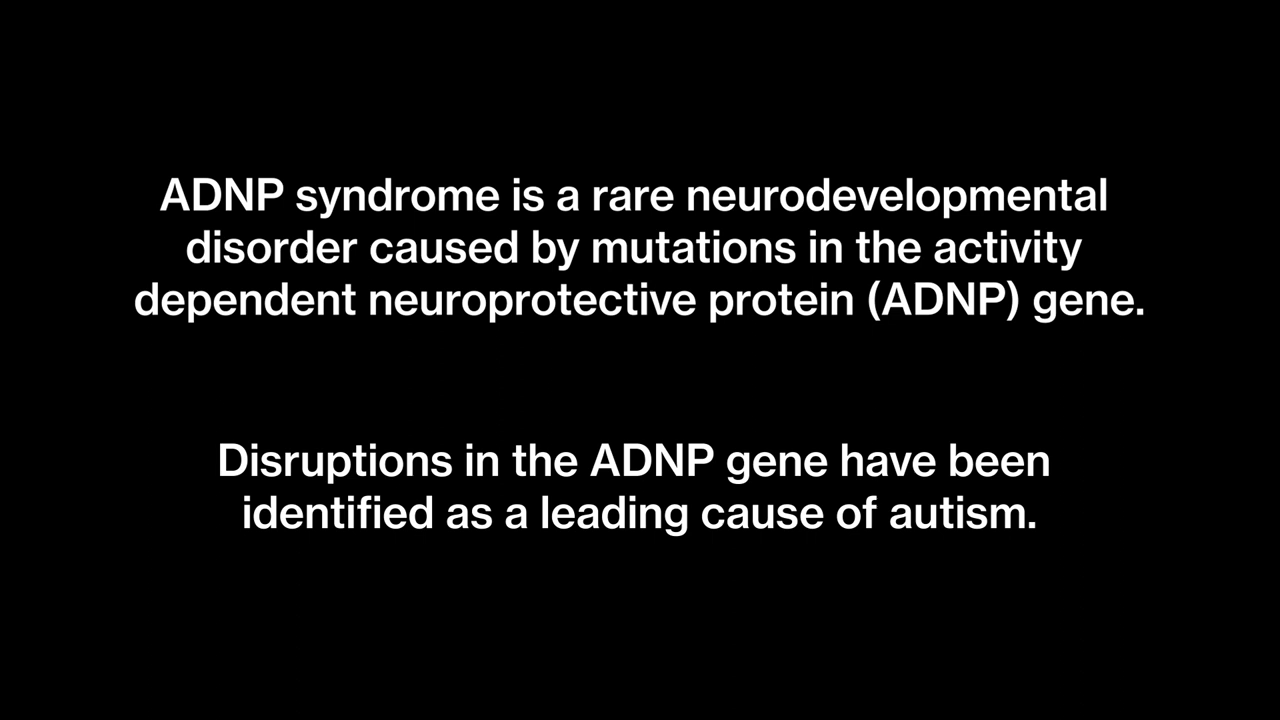 ADNP syndrome is a rare neurodevelopmental
disorder caused by mutations in the activity
dependent neuroprotective protein (ADNP) gene.
Disruptions in the ADNP gene have been
identified as a leading cause of autism.